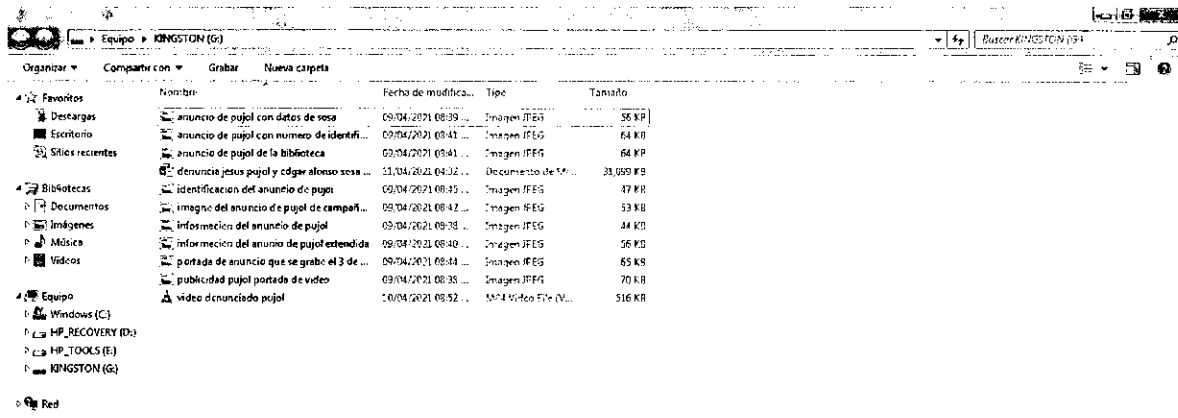 Equipo ▸ KINGSTON (G:)
Buscar KINGSTON (G:)
Organizar Compartir con Grabar Nueva carpeta
Favoritos
Descargas
Escritorio
Sitios recientes
Bibliotecas
Documentos
Imágenes
Música
Vídeos
Equipo
Windows (C:)
HP_RECOVERY (D:)
HP_TOOLS (E:)
KINGSTON (G:)
Red
Nombre Fecha de modifica... Tipo Tamaño
anuncio de pujol con datos de sosa 09/04/2021 08:39 ... Imagen JPEG 56 KB
anuncio de pujol con numero de identifi... 09/04/2021 08:41 ... Imagen JPEG 64 KB
anuncio de pujol de la biblioteca 09/04/2021 08:41 ... Imagen JPEG 64 KB
denuncia jesus pujol y edgar alonso sosa ... 11/04/2021 04:02 ... Documento de Mi... 31,099 KB
identificacion del anuncio de pujol 09/04/2021 08:45 ... Imagen JPEG 47 KB
imagne del anuncio de pujol de campañ... 09/04/2021 08:42 ... Imagen JPEG 53 KB
informacion del anuncio de pujol 09/04/2021 08:38 ... Imagen JPEG 44 KB
informacion del anunio de pujol extendida 09/04/2021 08:40 ... Imagen JPEG 56 KB
portada de anuncio que se grabo el 3 de ... 09/04/2021 08:44 ... Imagen JPEG 65 KB
publicidad pujol portada de video 09/04/2021 08:38 ... Imagen JPEG 70 KB
video denunciado pujol 10/04/2021 08:52 ... MP4 Video File (V... 516 KB